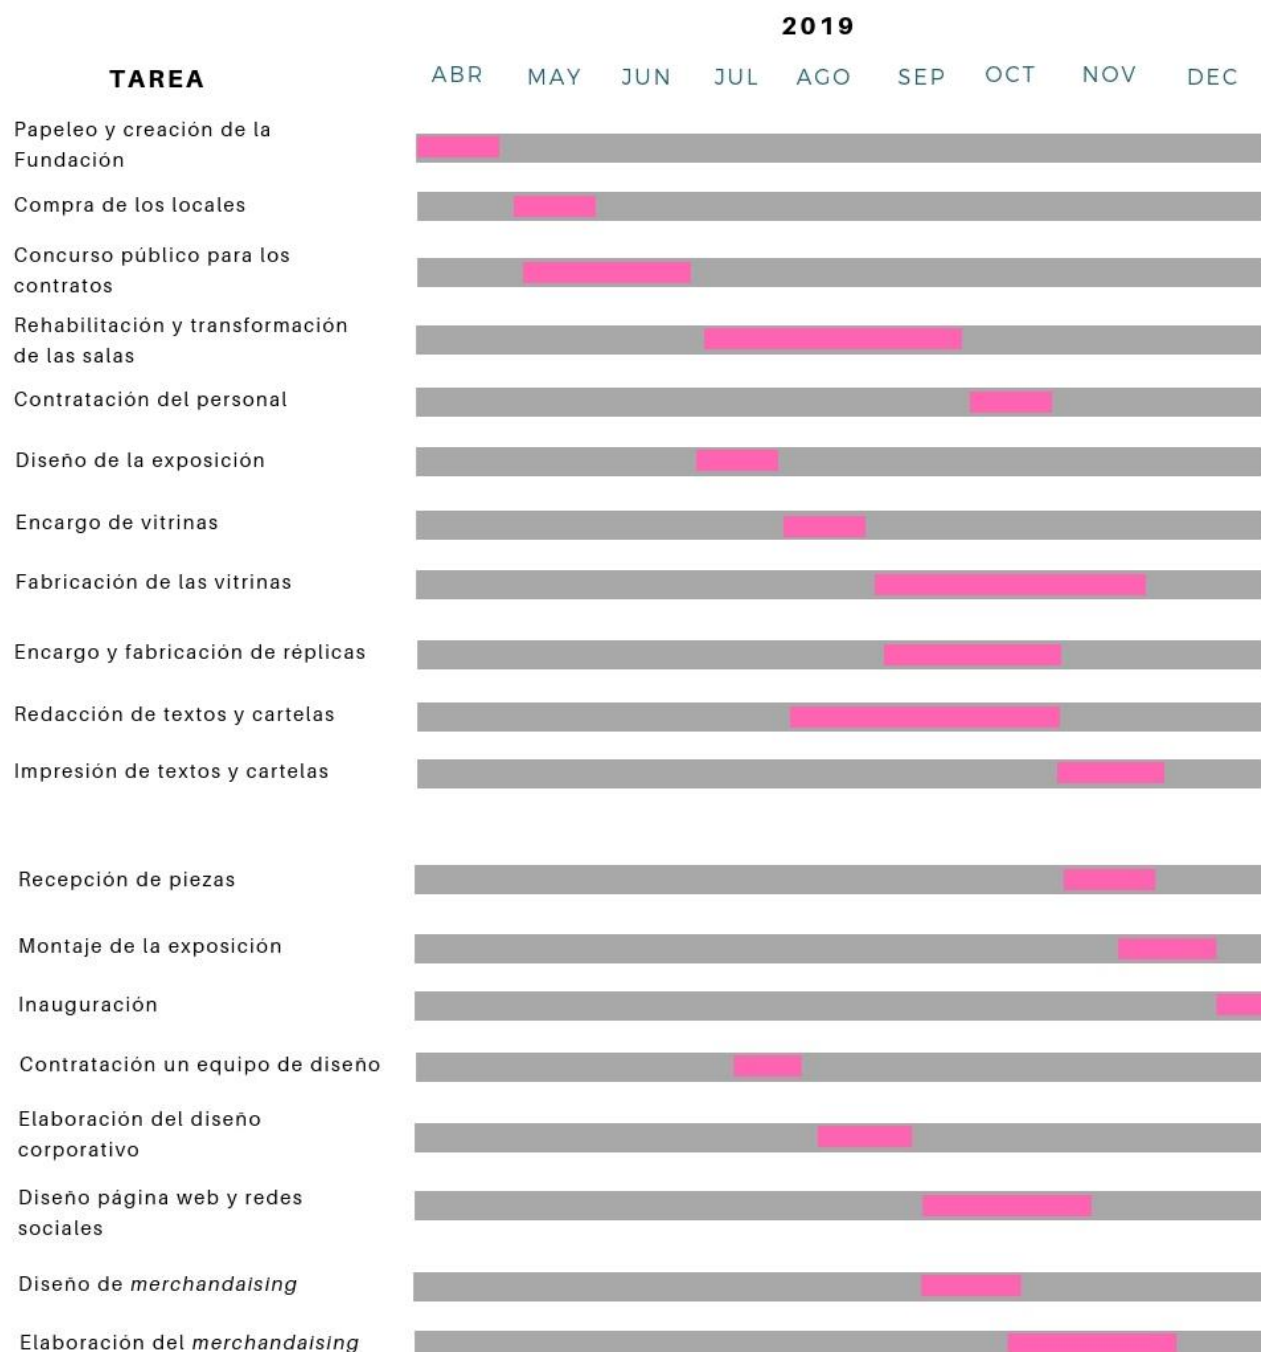 2019
TAREA ABR MAY JUN JUL AGO SEP OCT NOV DEC
Papeleo y creación de la
Fundación
Compra de los locales
Concurso público para los
contratos
Rehabilitación y transformación
de las salas
Contratación del personal
Diseño de la exposición
Encargo de vitrinas
Fabricación de las vitrinas
Encargo y fabricación de réplicas
Redacción de textos y cartelas
Impresión de textos y cartelas
Recepción de piezas
Montaje de la exposición
Inauguración
Contratación un equipo de diseño
Elaboración del diseño
corporativo
Diseño página web y redes
sociales
Diseño de merchandaising
Elaboración del merchandaising